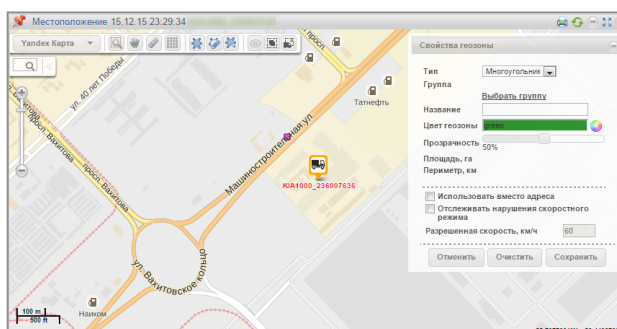 Местоположение 15.12.15 23:29:34
Yandex Карта
Свойства геозоны
Тип Многоугольник
Группа
Выбрать группу
Название
Цвет геозоны green
Прозрачность
50%
Площадь, га
Периметр, км
Использовать вместо адреса
Отслеживать нарушения скоростного
режима
Разрешенная скорость, км/ч 60
Отменить Очистить Сохранить
просп.
ул. 40 лет Победы
Татнефть
просп. Вахитова
Машиностроительная ул.
KIA1000_236007636
просп. Вахитова
ул. Вахитовское кольцо
Наиком
100 m
500 ft